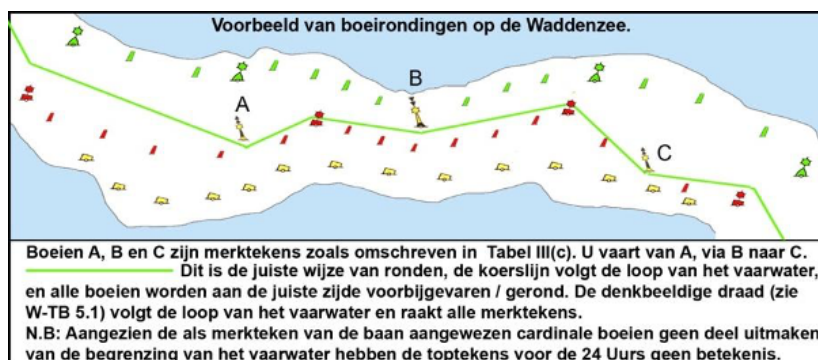 Voorbeeld van boeirondingen op de Waddenzee.
B
A
C
Boeien A, B en C zijn merktekens zoals omschreven in Tabel III(c). U vaart van A, via B naar C.
Dit is de juiste wijze van ronden, de koerslijn volgt de loop van het vaarwater,
en alle boeien worden aan de juiste zijde voorbijgevaren / gerond. De denkbeeldige draad (zie
W-TB 5.1) volgt de loop van het vaarwater en raakt alle merktekens.
N.B: Aangezien de als merkteken van de baan aangewezen cardinale boeien geen deel uitmaken
van de begrenzing van het vaarwater hebben de toptekens voor de 24 Uurs geen betekenis.